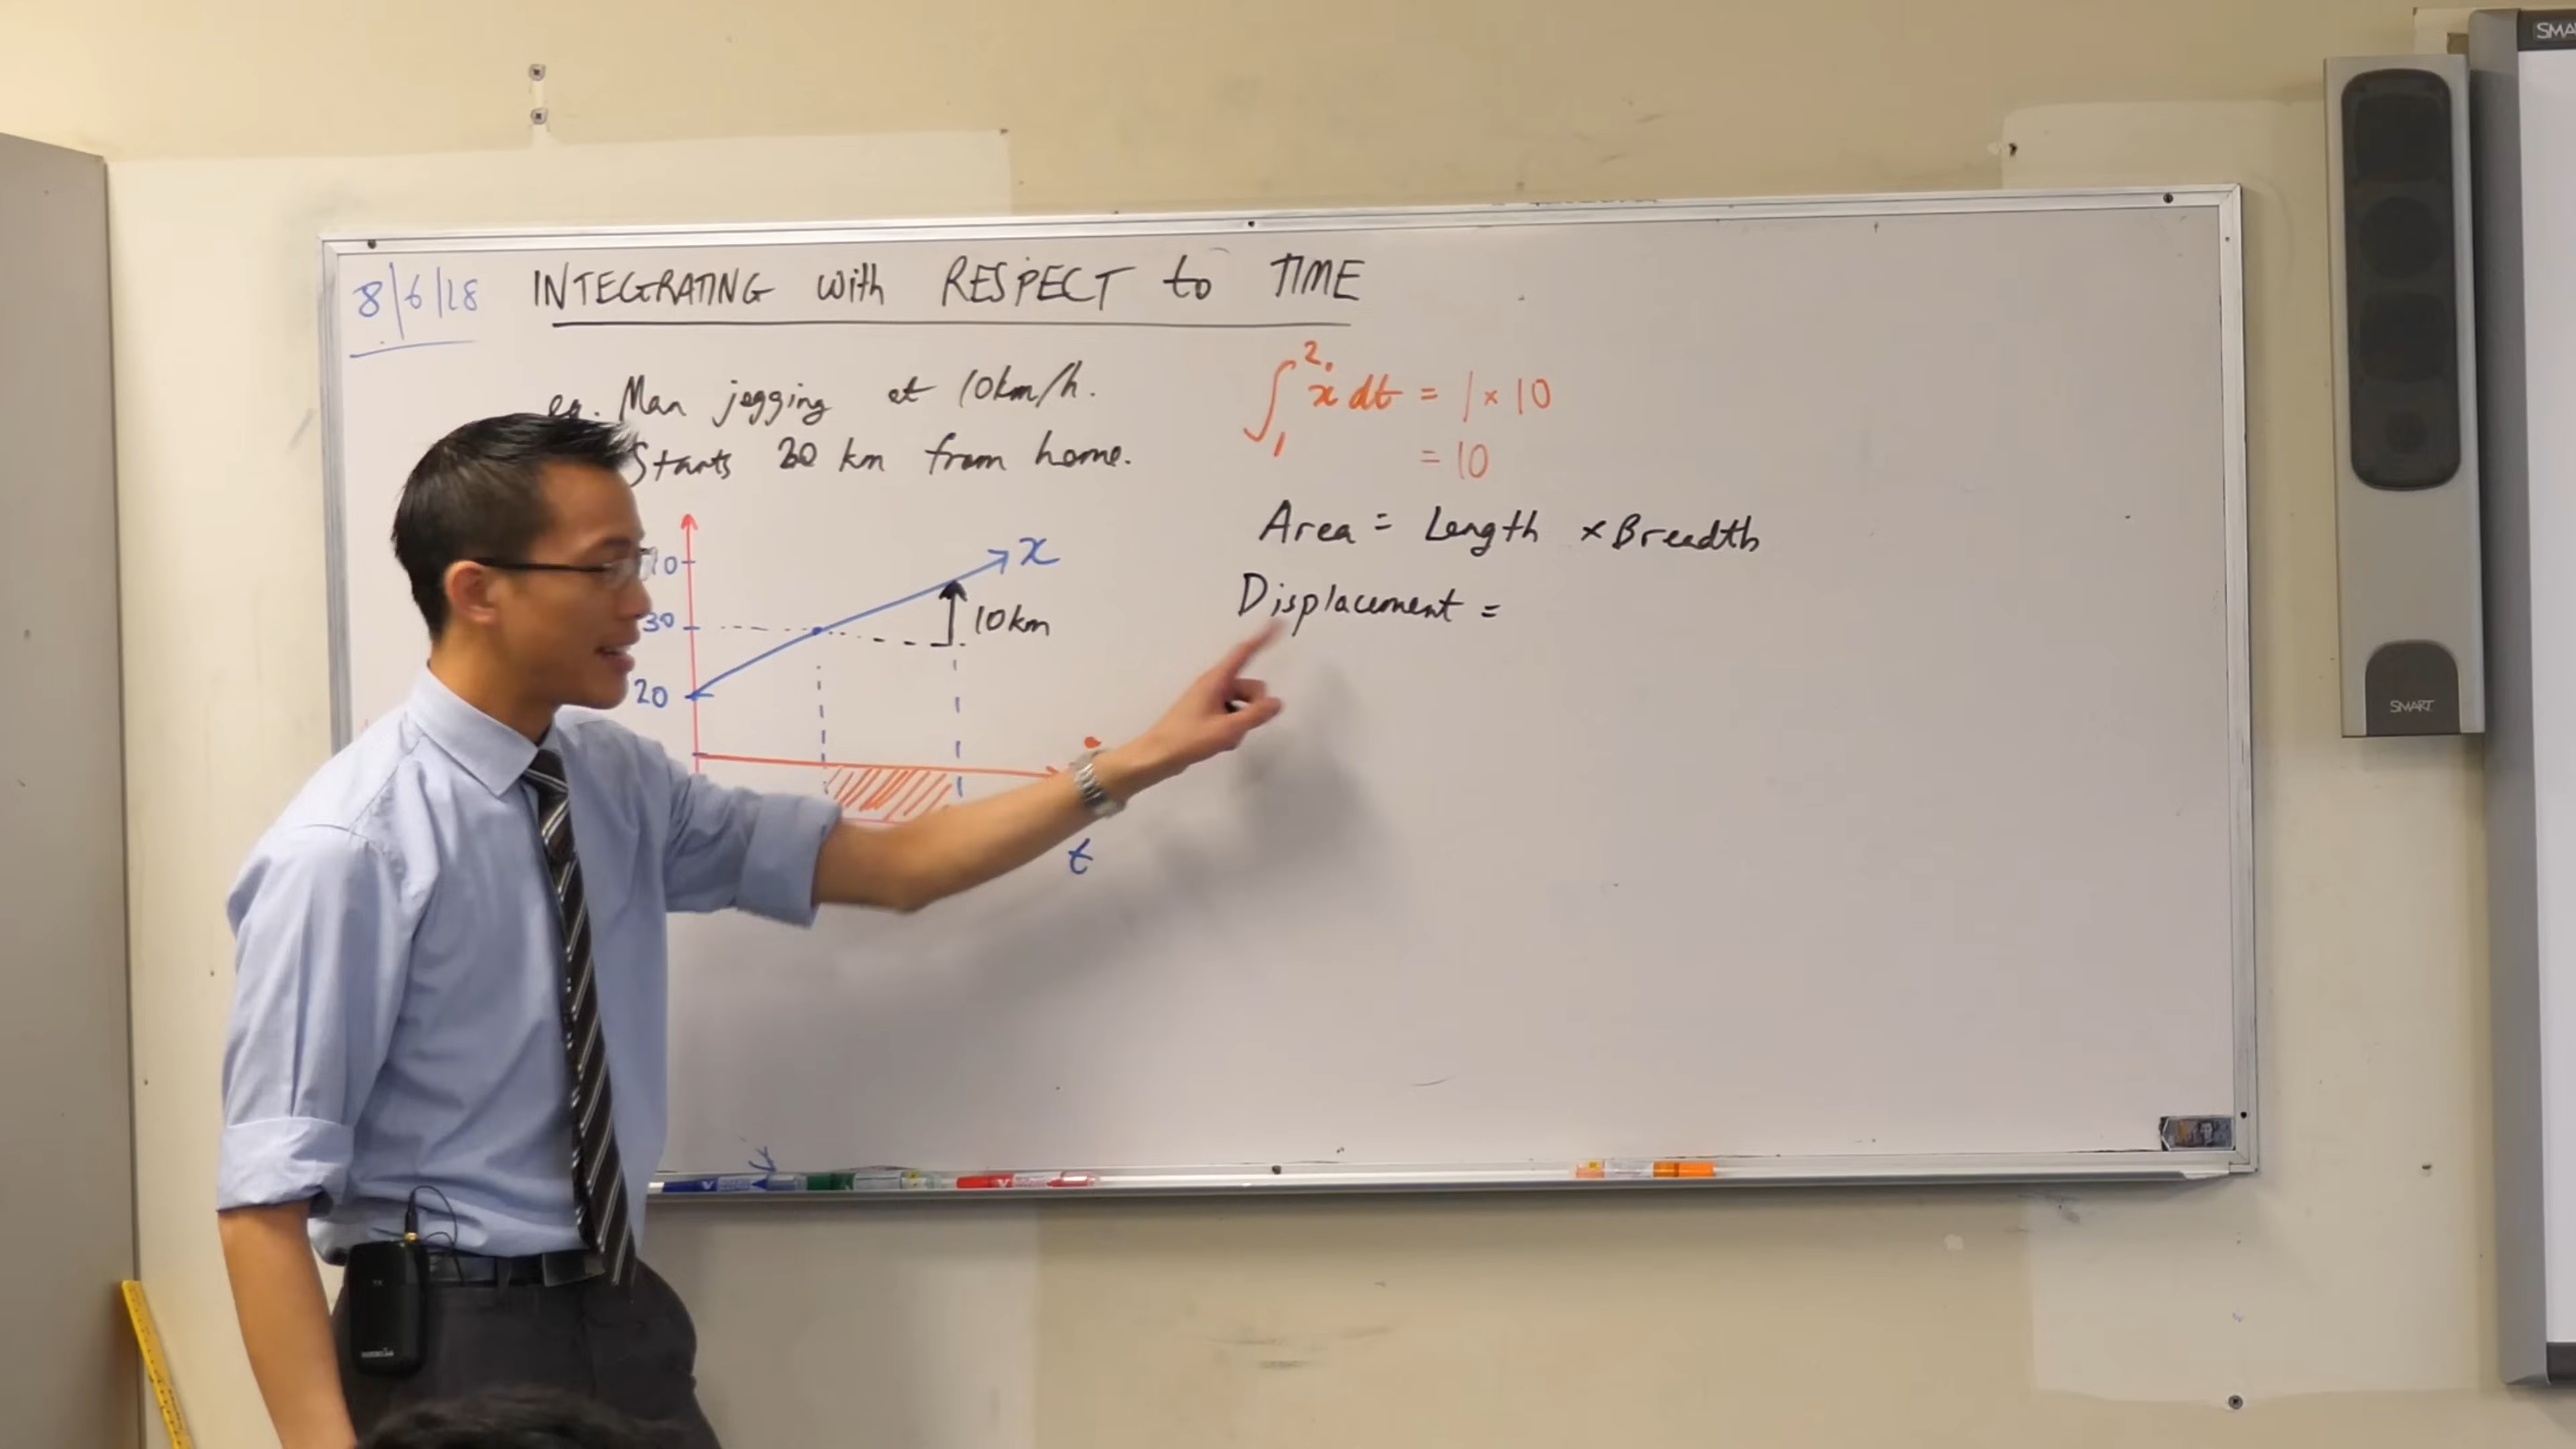 8/6/18
INTEGRATING with RESPECT to TIME
eg. Man jogging at 10km/h.
Starts 20 km from home.
∫₁² ẋ dt = 1 × 10
= 10
Area = Length × Breadth
Displacement =
x
30
20
10km
t
SMART